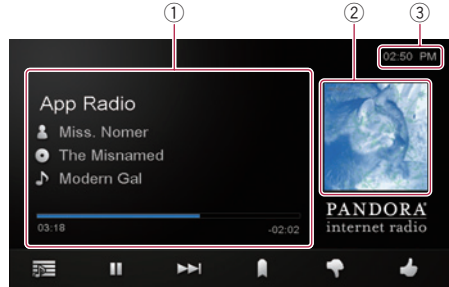 ① ② ③
02:50 PM
App Radio
Miss. Nomer
The Misnamed
Modern Gal
03:18 -02:02
PANDORA®
internet radio